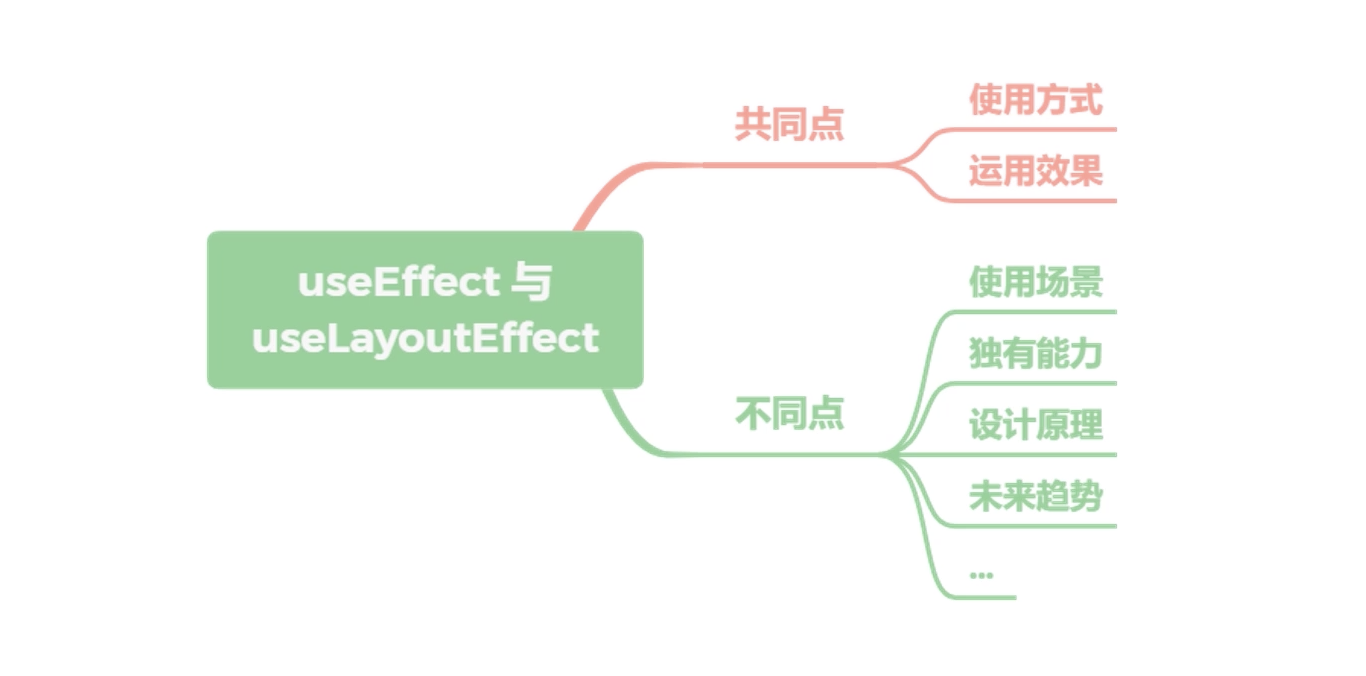 useEffect 与
useLayoutEffect
共同点
使用方式
运用效果
不同点
使用场景
独有能力
设计原理
未来趋势
...